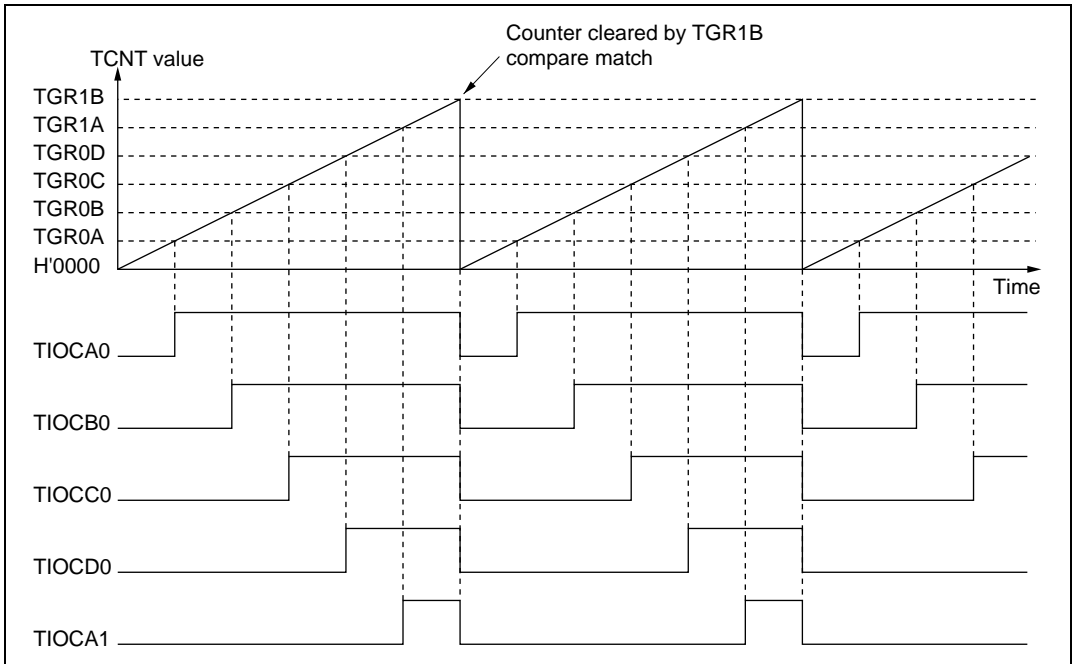 Counter cleared by TGR1B
compare match
TCNT value
TGR1B
TGR1A
TGR0D
TGR0C
TGR0B
TGR0A
H'0000
Time
TIOCA0
TIOCB0
TIOCC0
TIOCD0
TIOCA1